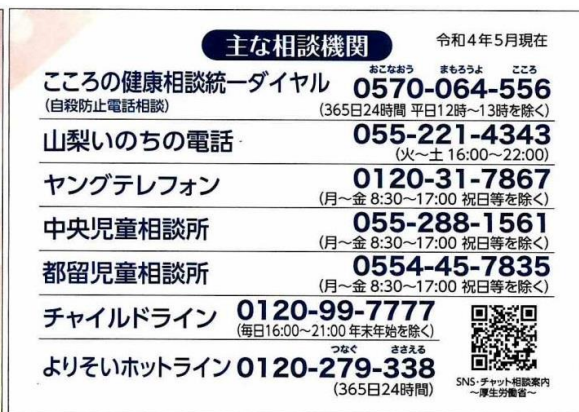 主な相談機関
令和4年5月現在
おこなおう まもろうよ こころ
こころの健康相談統一ダイヤル 0570-064-556
(自殺防止電話相談) (365日24時間 平日12時~13時を除く)
山梨いのちの電話 055-221-4343
(火~土 16:00~22:00)
ヤングテレフォン 0120-31-7867
(月~金 8:30~17:00 祝日等を除く)
中央児童相談所 055-288-1561
(月~金 8:30~17:00 祝日等を除く)
都留児童相談所 0554-45-7835
(月~金 8:30~17:00 祝日等を除く)
チャイルドライン 0120-99-7777
(毎日16:00~21:00 年末年始を除く)
つなぐ ささえる
よりそいホットライン 0120-279-338
(365日24時間)
SNS・チャット相談案内
~厚生労働省~